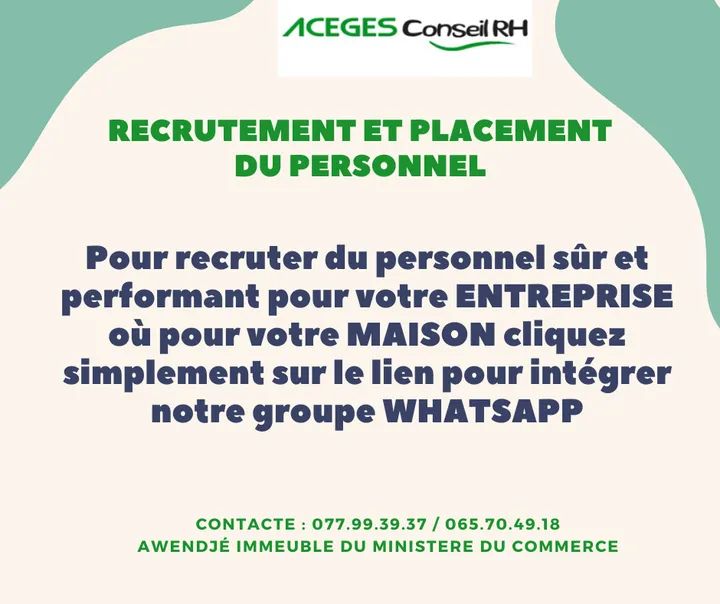 ACEGES Conseil RH
RECRUTEMENT ET PLACEMENT
DU PERSONNEL
Pour recruter du personnel sûr et
performant pour votre ENTREPRISE
où pour votre MAISON cliquez
simplement sur le lien pour intégrer
notre groupe WHATSAPP
CONTACTE : 077.99.39.37 / 065.70.49.18
AWENDJÉ IMMEUBLE DU MINISTERE DU COMMERCE